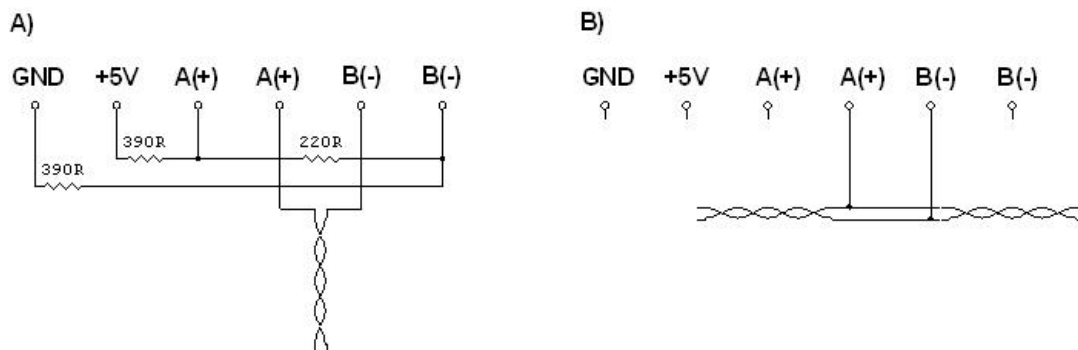 A)
GND +5V A(+) A(+) B(-) B(-)
390R 220R
390R
B)
GND +5V A(+) A(+) B(-) B(-)